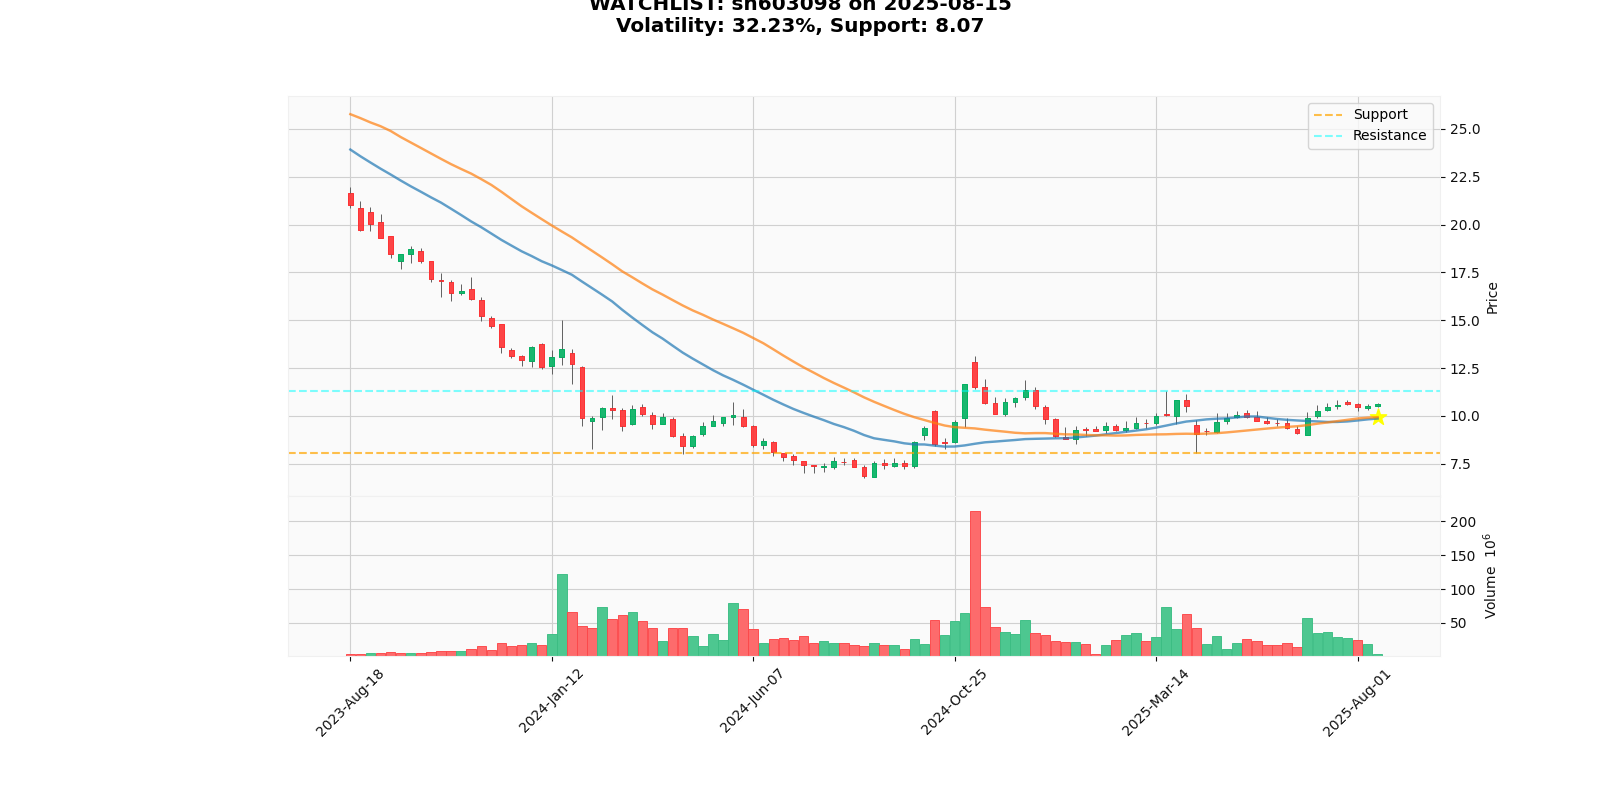 WATCHLIST: sh603098 on 2025-08-15
Volatility: 32.23%, Support: 8.07
Support
Resistance
25.0
22.5
20.0
17.5
15.0
12.5
10.0
7.5
Price
200
150
100
50
Volume 10^6
2023-Aug-18
2024-Jan-12
2024-Jun-07
2024-Oct-25
2025-Mar-14
2025-Aug-01